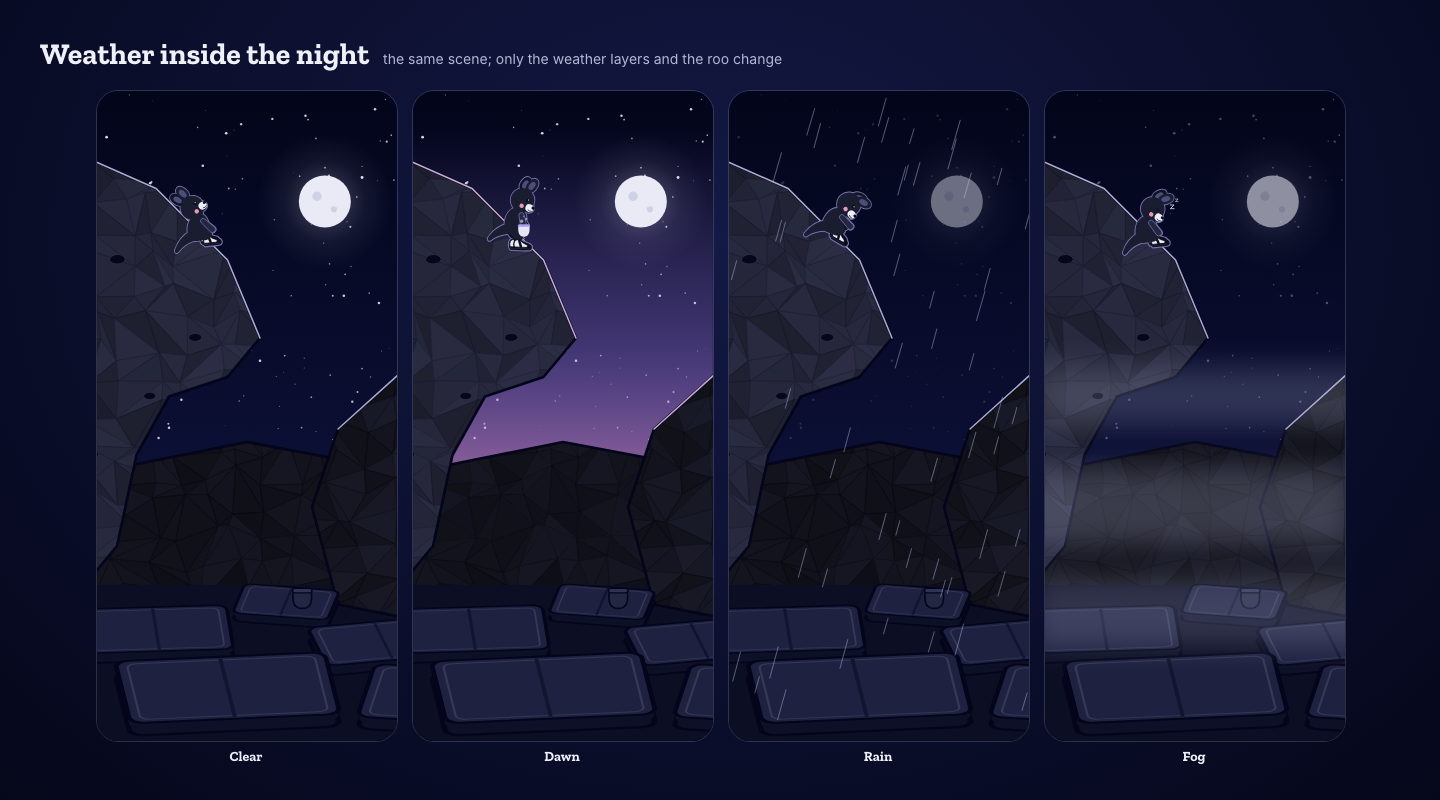 Weather inside the night the same scene; only the weather layers and the roo change
z z
Clear Dawn Rain Fog